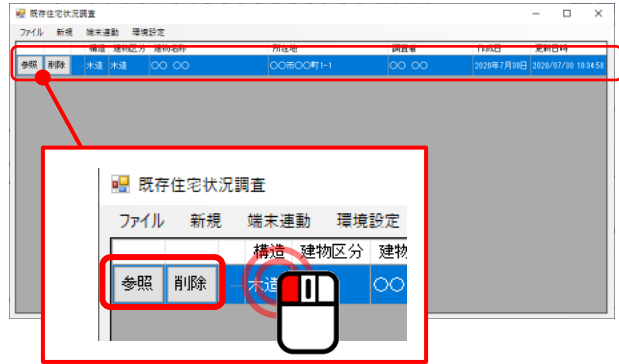 既存住宅状況調査
ファイル 新規 端末連動 環境設定
構造 建物区分 建物名称 所在地 調査者 作成日 更新日時
参照 削除 ... 木造 木造 〇〇 〇〇 〇〇市〇〇町1-1 〇〇 〇〇 2020年7月30日 2020/07/30 10:34:58
既存住宅状況調査
ファイル 新規 端末連動 環境設定
構造 建物区分 建物
参照 削除 ... 木造 〇〇